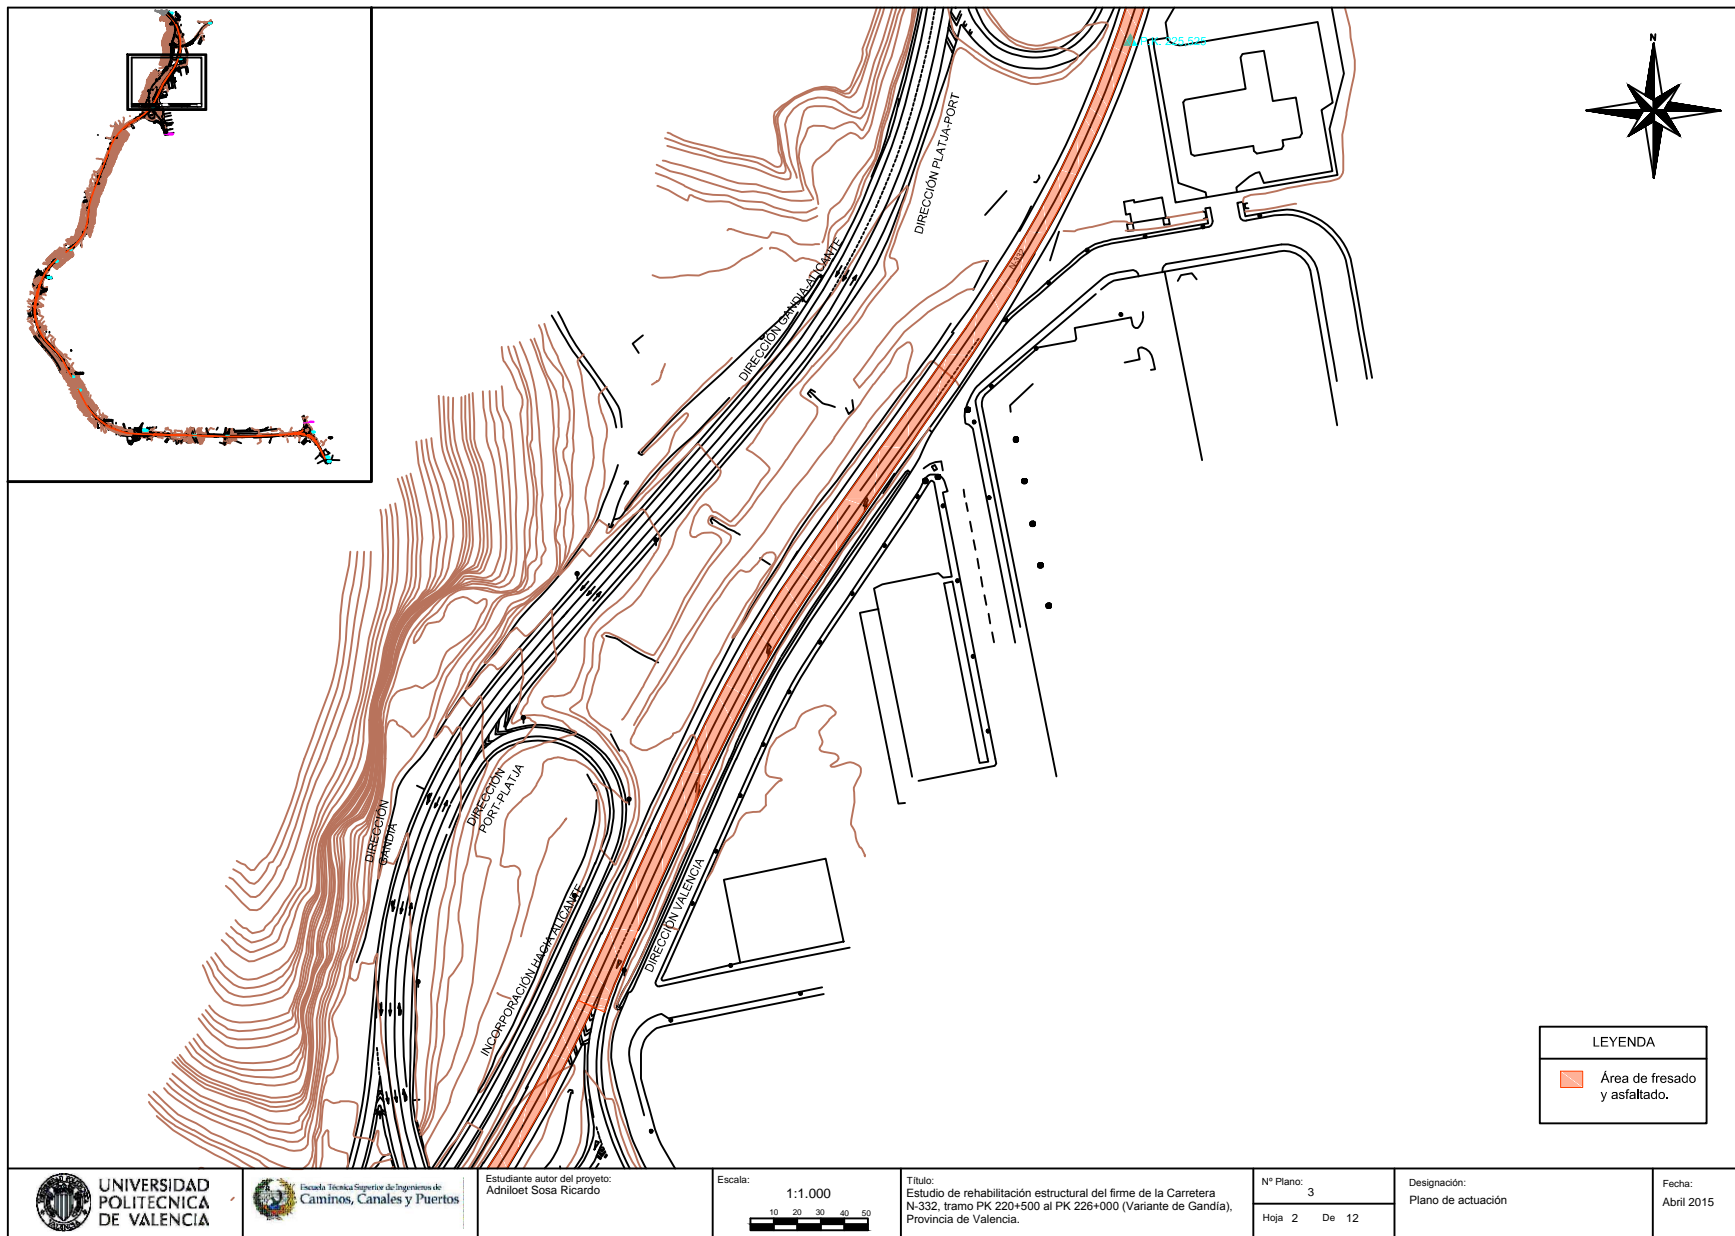 N
P.K. 225,525
DIRECCIÓN PLATJA-PORT
DIRECCIÓN GANDIA-ALICANTE
N-332
DIRECCIÓN
GANDIA
DIRECCIÓN
PORT-PLATJA
INCORPORACIÓN HACIA ALICANTE
DIRECCIÓN VALENCIA
LEYENDA
Área de fresado
y asfaltado.
UNIVERSIDAD
POLITECNICA
DE VALENCIA
Escuela Técnica Superior de Ingenieros de
Caminos, Canales y Puertos
Estudiante autor del proyecto:
Adniloet Sosa Ricardo
Escala:
1:1.000
10 20 30 40 50
Título:
Estudio de rehabilitación estructural del firme de la Carretera
N-332, tramo PK 220+500 al PK 226+000 (Variante de Gandía),
Provincia de Valencia.
Nº Plano:
3
Hoja 2 De 12
Designación:
Plano de actuación
Fecha:
Abril 2015